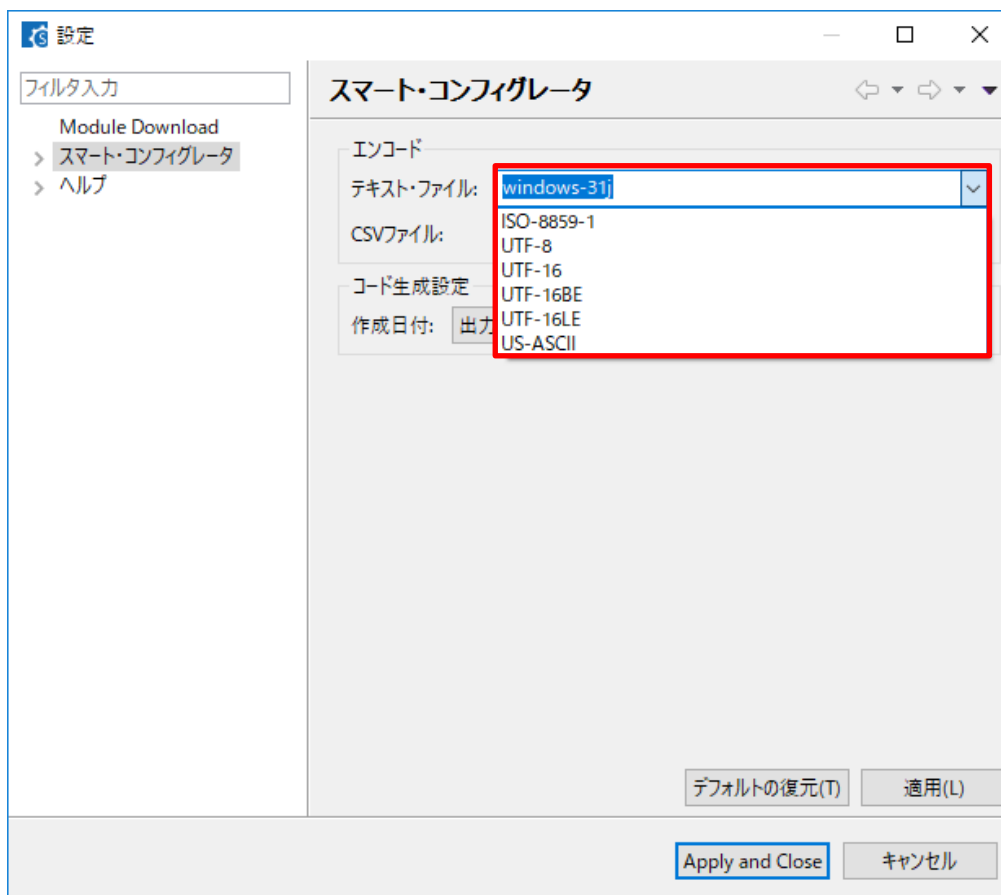 設定
フィルタ入力
Module Download
スマート・コンフィグレータ
ヘルプ
スマート・コンフィグレータ
エンコード
テキスト・ファイル: windows-31j
ISO-8859-1
CSVファイル:
UTF-8
UTF-16
コード生成設定
UTF-16BE
作成日付: 出力
UTF-16LE
US-ASCII
デフォルトの復元(T) 適用(L)
Apply and Close キャンセル